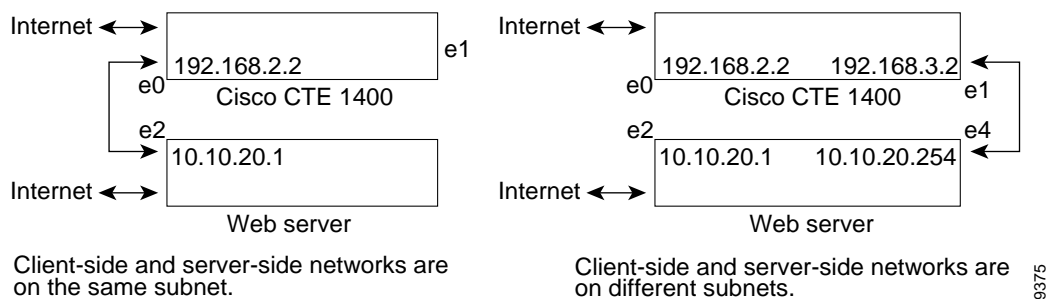 Internet
e1
192.168.2.2
e0
Cisco CTE 1400
e2
10.10.20.1
Internet
Web server
Client-side and server-side networks are
on the same subnet.
Internet
192.168.2.2 192.168.3.2
e0
e1
Cisco CTE 1400
e2
e4
10.10.20.1 10.10.20.254
Internet
Web server
Client-side and server-side networks are
on different subnets.
9375